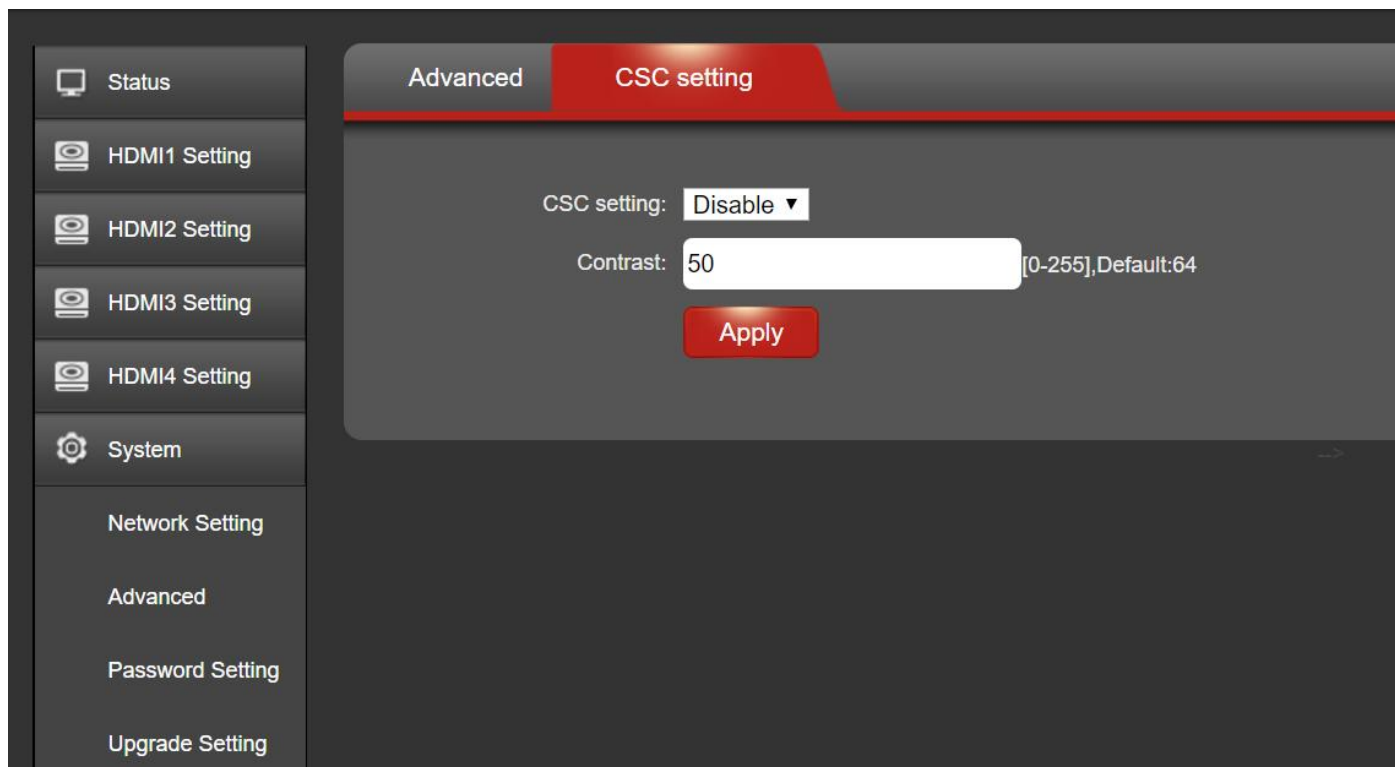 Status
HDMI1 Setting
HDMI2 Setting
HDMI3 Setting
HDMI4 Setting
System
Network Setting
Advanced
Password Setting
Upgrade Setting
Advanced CSC setting
CSC setting: Disable ▼
Contrast: 50 [0-255],Default:64
Apply
-->